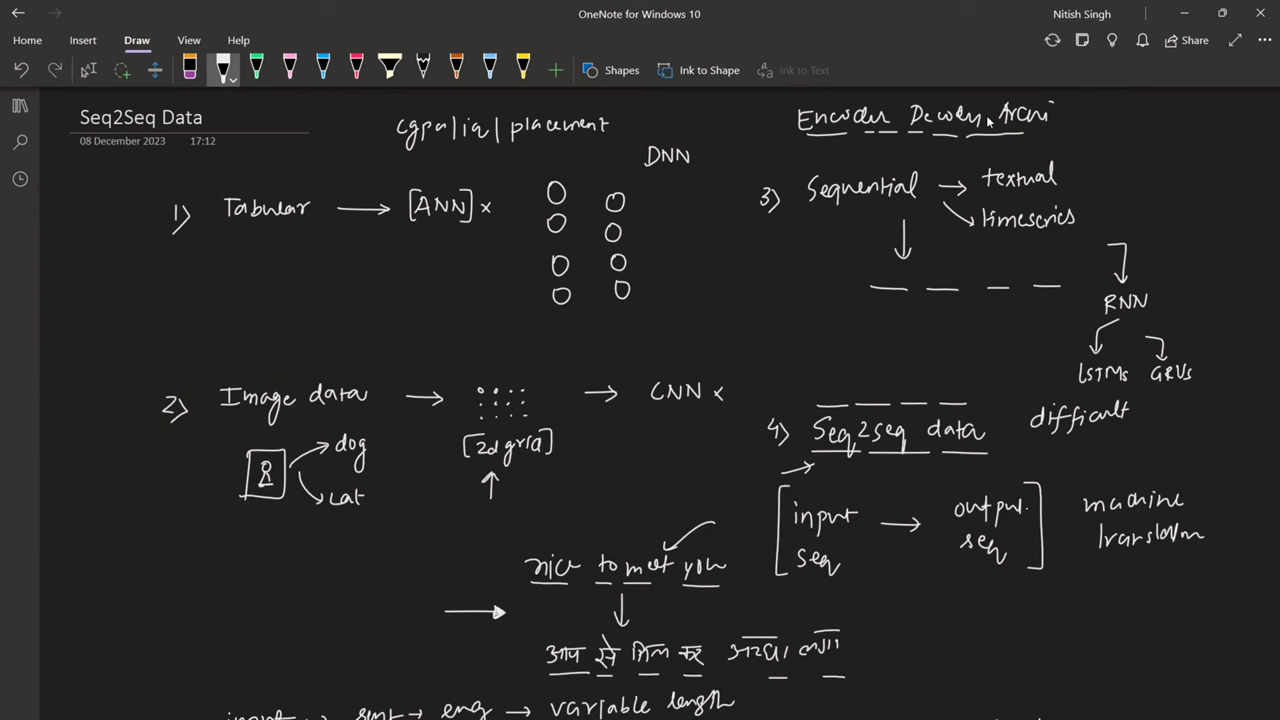 OneNote for Windows 10
Nitish Singh
Home Insert Draw View Help
Share
Shapes
Ink to Shape
Ink to Text
Seq2Seq Data
08 December 2023 17:12
cgpa/iq/placement
DNN
1) Tabular → [ANN] ×
Encoder Decoder Archi
3) Sequential → textual
timeseries
RNN
LSTMs GRUs
2) Image data → → CNN ×
dog
cat
[2d grid]
4) Seq2seq data difficult
input seq → output seq
machine translation
nice to meet you
आप से मिल कर अच्छा लगा
input → sent → eng → variable length